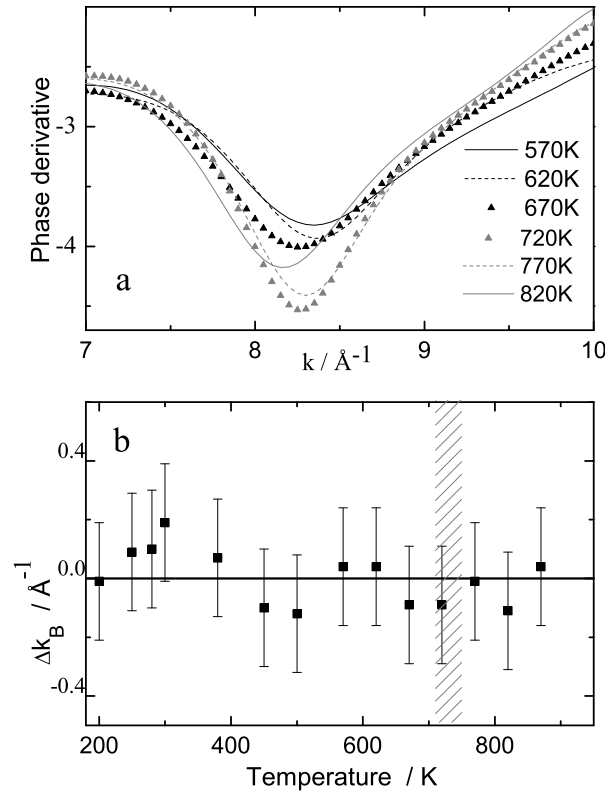 -3
-4
Phase derivative
570K
620K
670K
720K
770K
820K
a
7
8
9
10
k / Å-1
b
0.4
0.0
-0.4
ΔkB / Å-1
200
400
600
800
Temperature / K